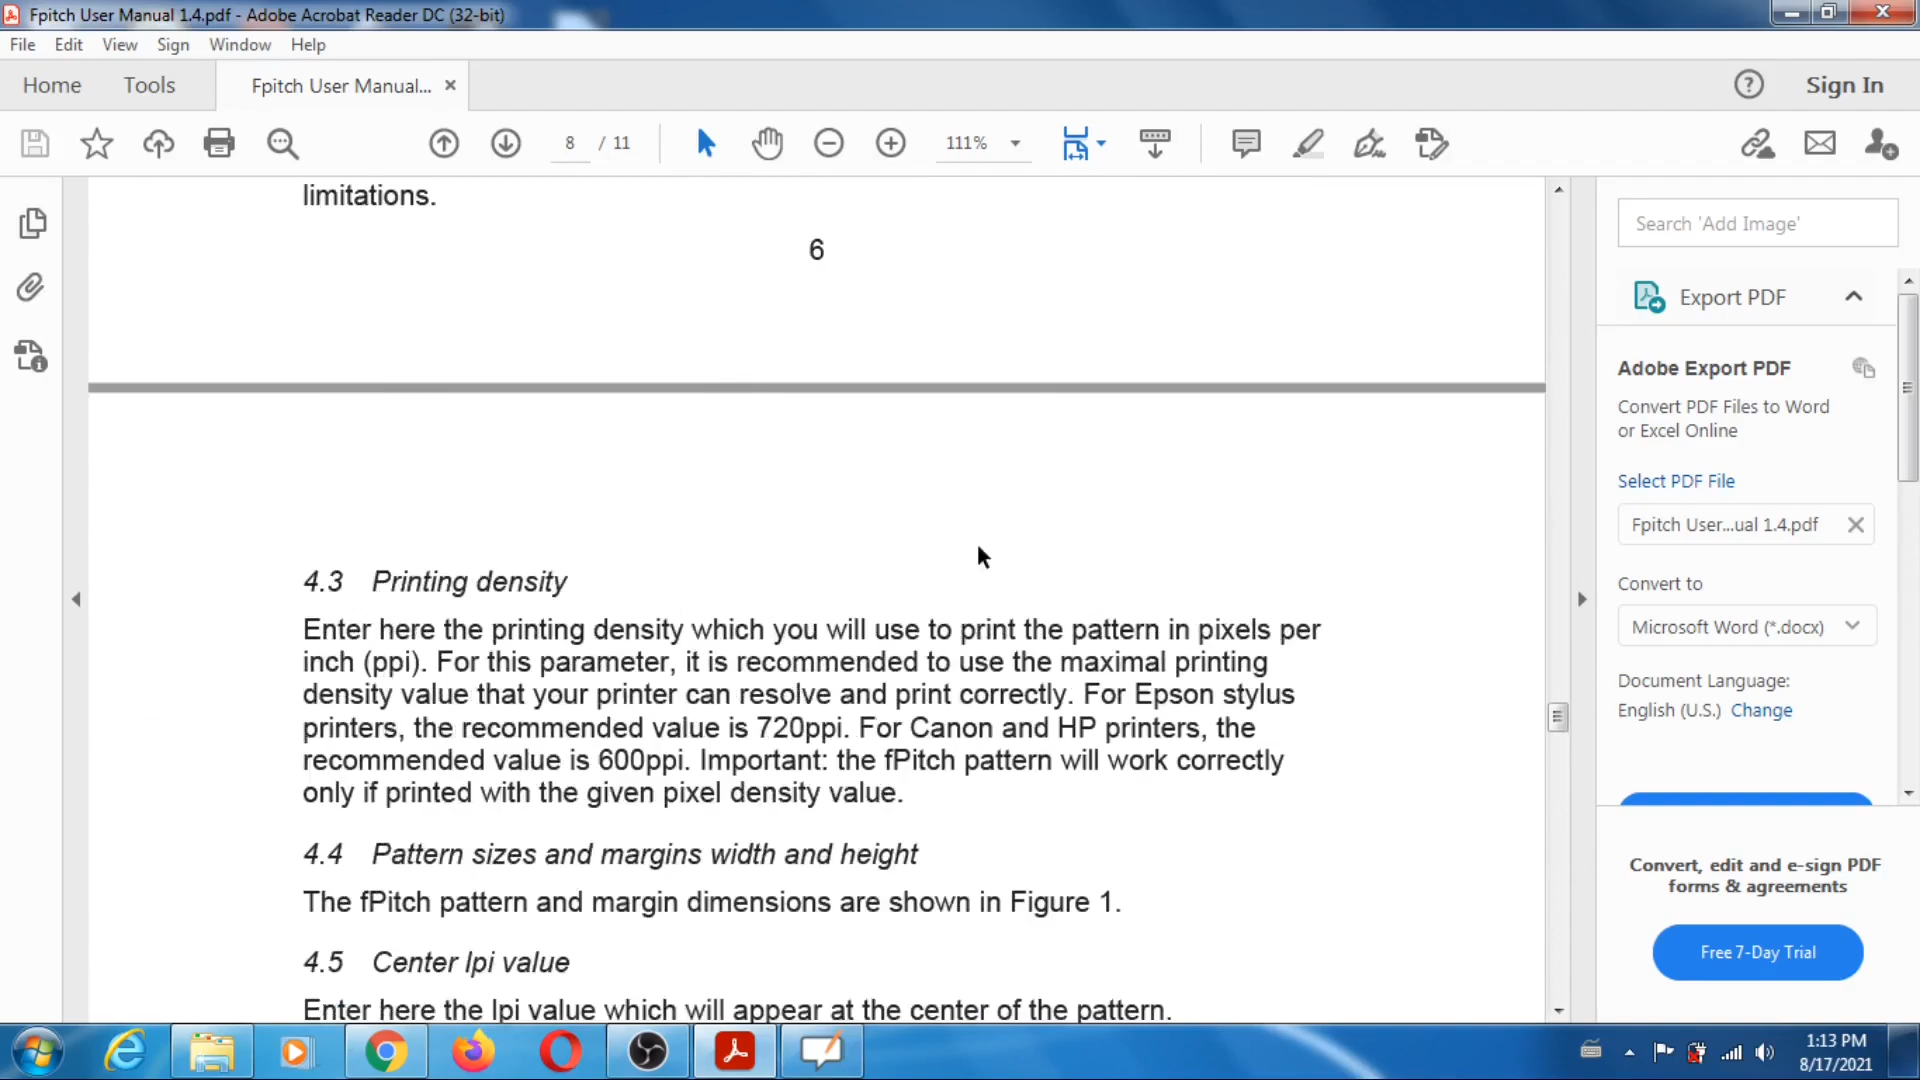 Fpitch User Manual 1.4.pdf - Adobe Acrobat Reader DC (32-bit)
File Edit View Sign Window Help
Home Tools Fpitch User Manual... × Sign In
8 / 11 111%
limitations.
6
4.3 Printing density
Enter here the printing density which you will use to print the pattern in pixels per
inch (ppi). For this parameter, it is recommended to use the maximal printing
density value that your printer can resolve and print correctly. For Epson stylus
printers, the recommended value is 720ppi. For Canon and HP printers, the
recommended value is 600ppi. Important: the fPitch pattern will work correctly
only if printed with the given pixel density value.
4.4 Pattern sizes and margins width and height
The fPitch pattern and margin dimensions are shown in Figure 1.
4.5 Center lpi value
Enter here the lpi value which will appear at the center of the pattern.
Search 'Add Image'
Export PDF
Adobe Export PDF
Convert PDF Files to Word
or Excel Online
Select PDF File
Fpitch User...ual 1.4.pdf
Convert to
Microsoft Word (*.docx)
Document Language:
English (U.S.) Change
Convert, edit and e-sign PDF
forms & agreements
Free 7-Day Trial
1:13 PM
8/17/2021